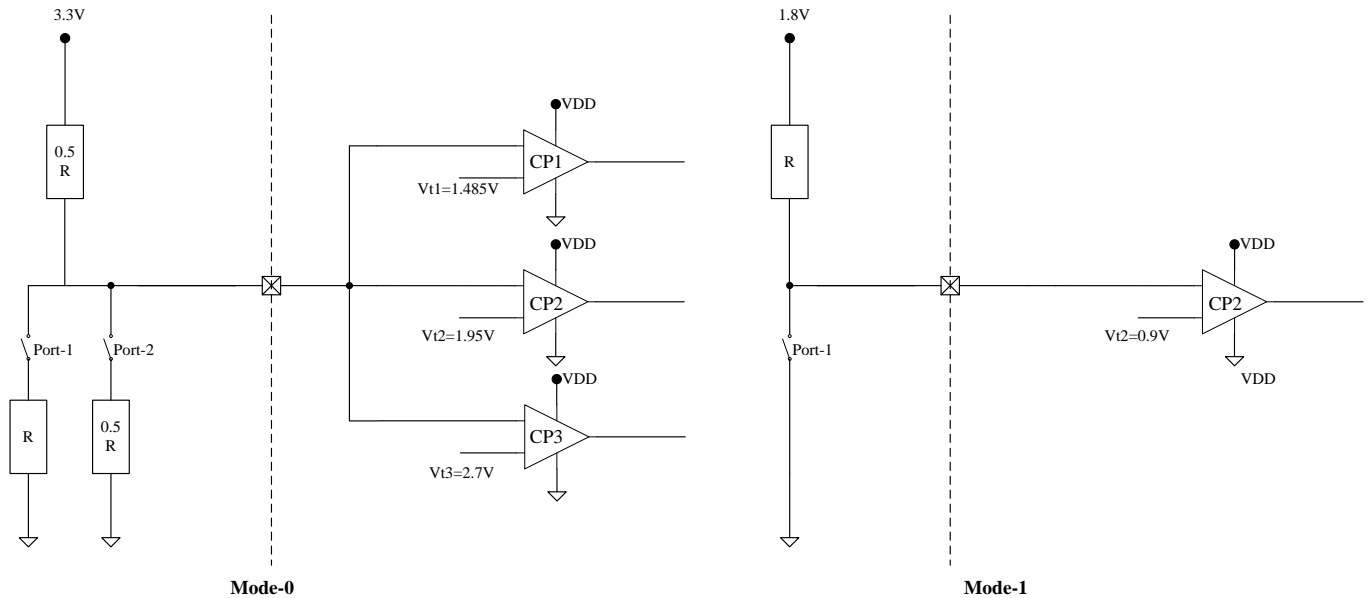 3.3V
1.8V
VDD
0.5
R
CP1
R
Vt1=1.485V
VDD
VDD
CP2
CP2
Port-1
Port-2
Vt2=1.95V
Port-1
Vt2=0.9V
VDD
VDD
R
0.5
R
CP3
Vt3=2.7V
Mode-0
Mode-1